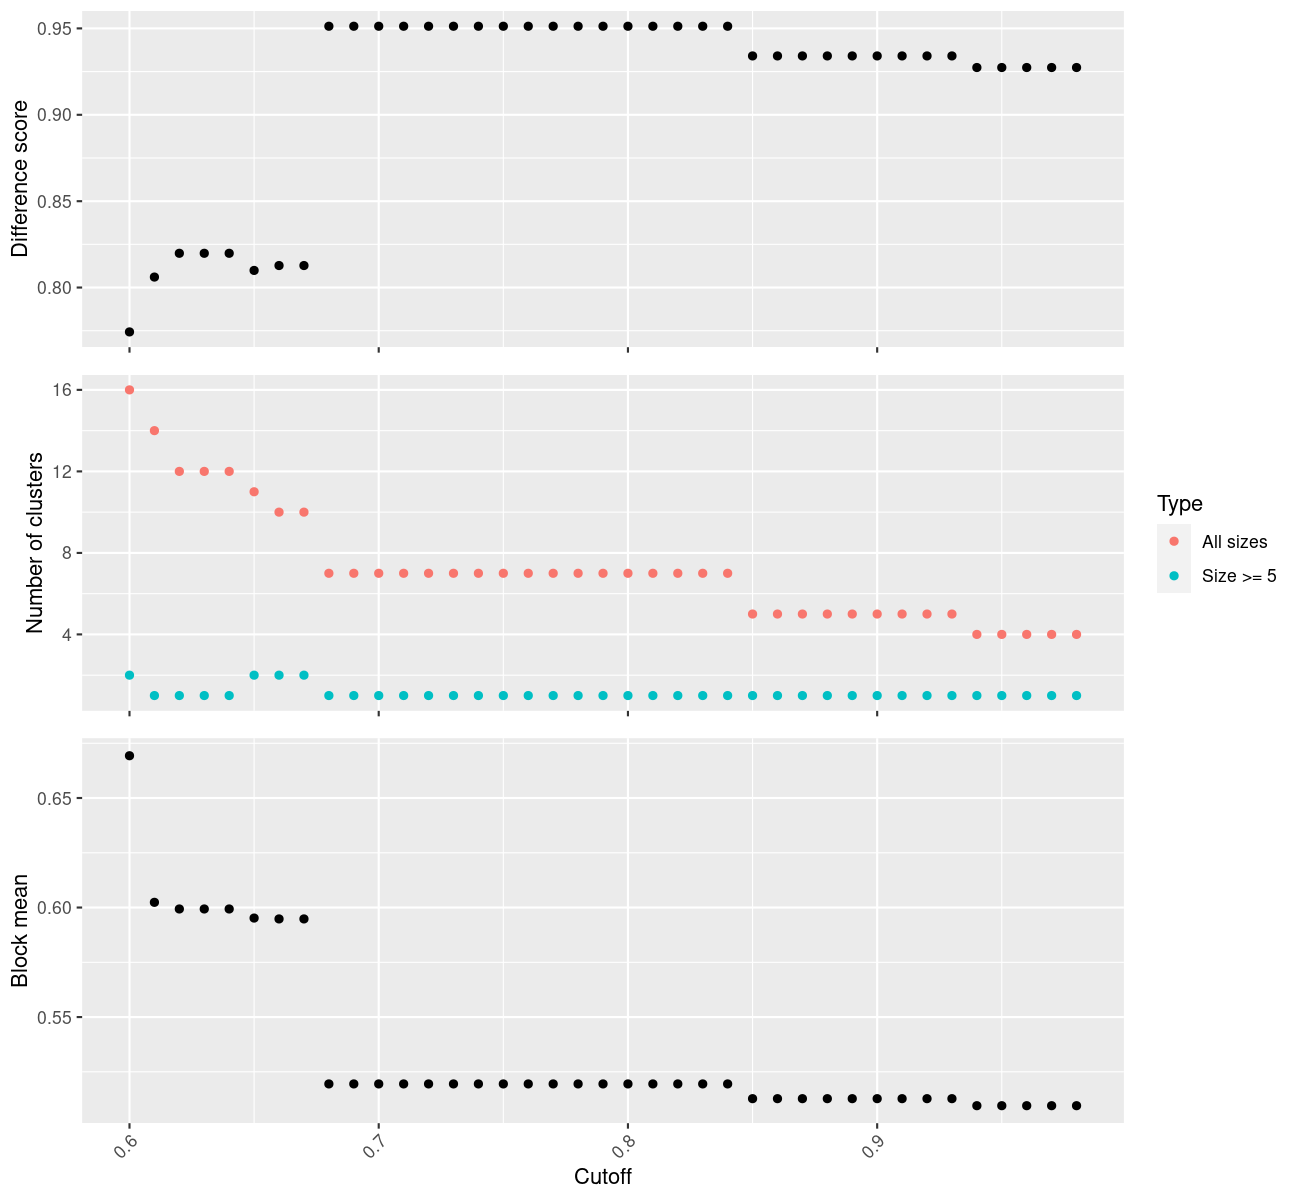 Difference score
0.95
0.90
0.85
0.80
Number of clusters
16
12
8
4
Type
All sizes
Size >= 5
Block mean
0.65
0.60
0.55
0.6
0.7
0.8
0.9
Cutoff